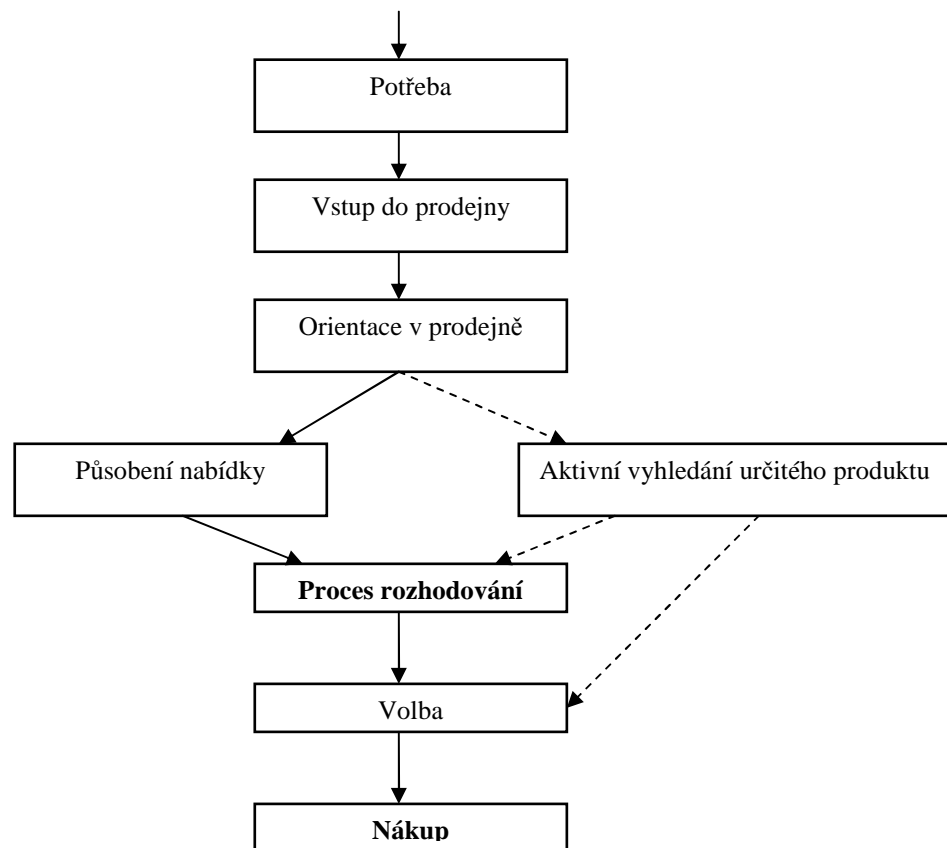 Potřeba
Vstup do prodejny
Orientace v prodejně
Působení nabídky
Aktivní vyhledání určitého produktu
Proces rozhodování
Volba
Nákup